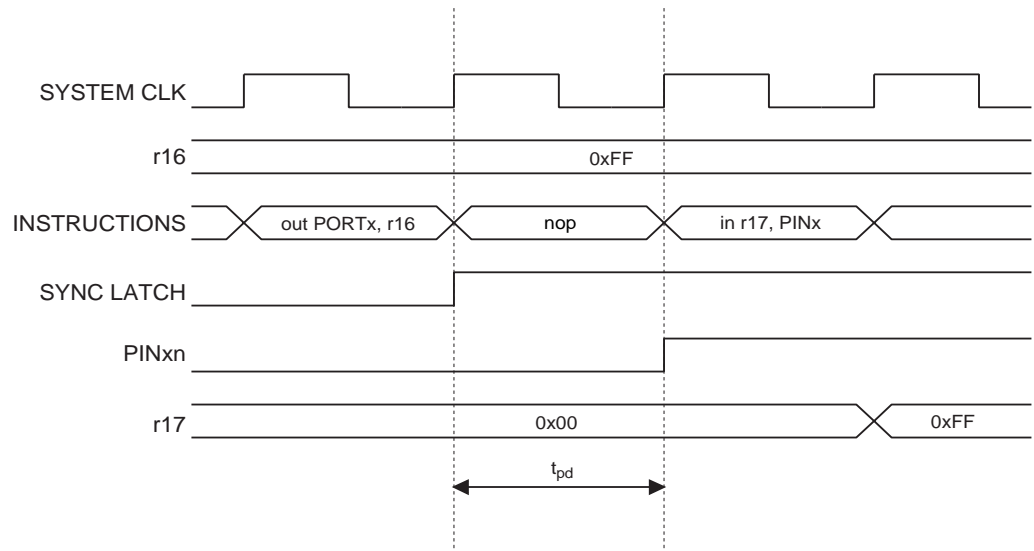 SYSTEM CLK
r16
0xFF
INSTRUCTIONS
out PORTx, r16
nop
in r17, PINx
SYNC LATCH
PINxn
r17
0x00
0xFF
tpd